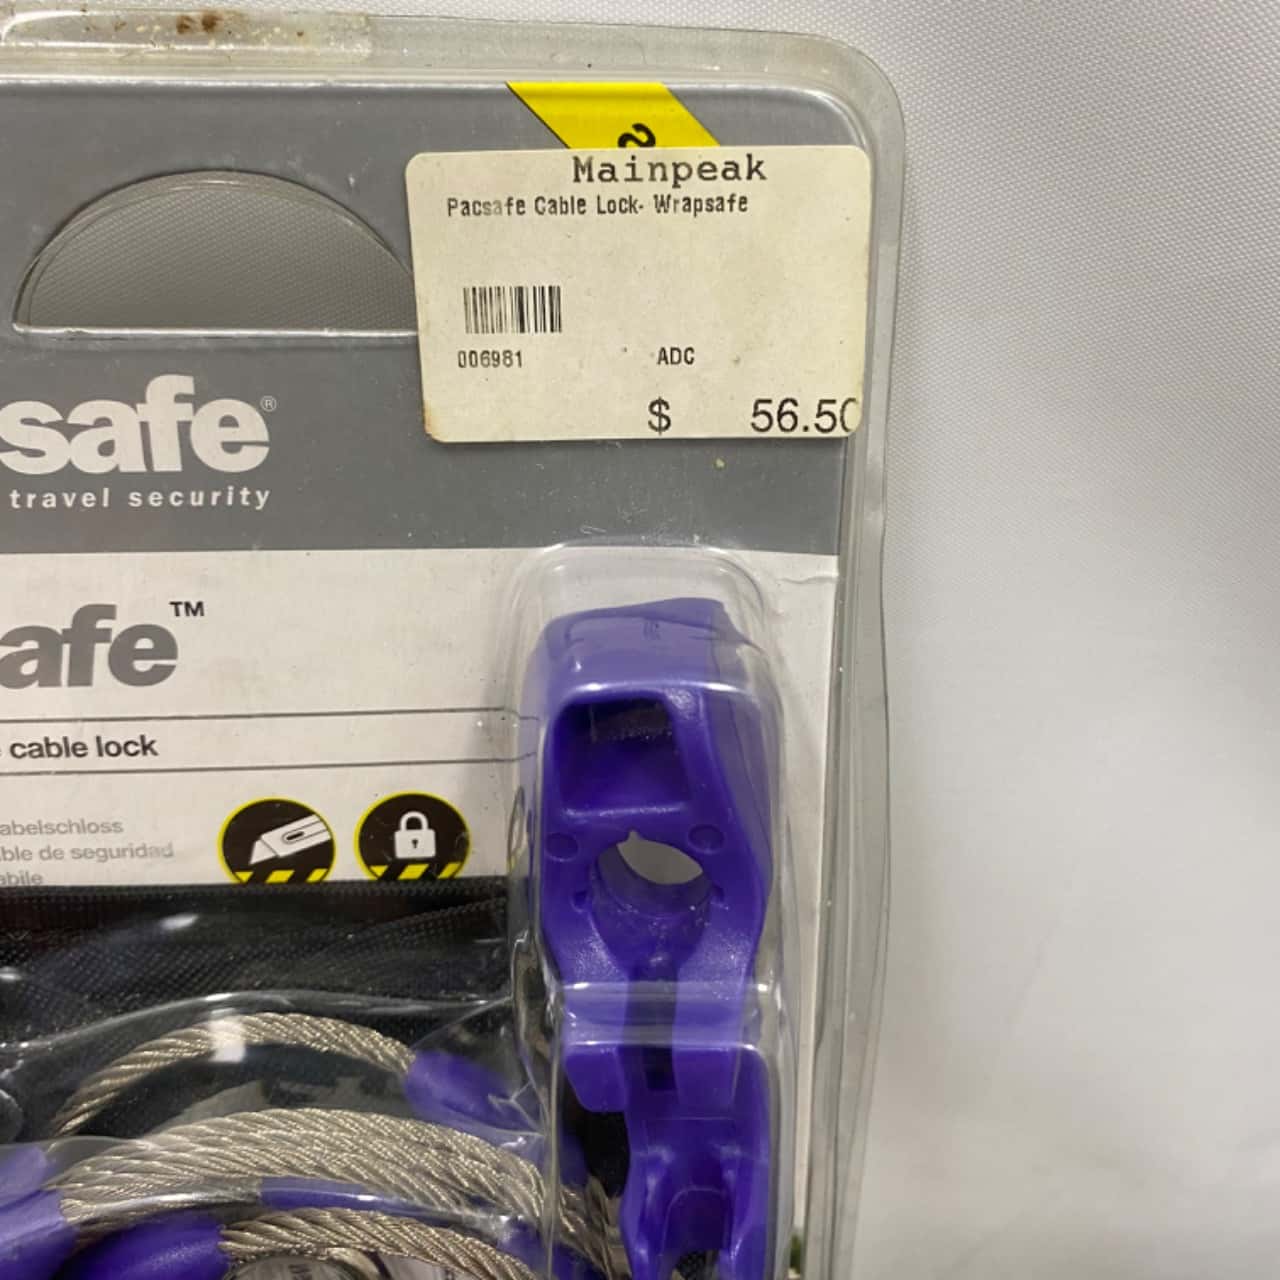 Mainpeak
Pacsafe Cable Lock- Wrapsafe
006981 ADC
$ 56.50
safe®
travel security
afe™
cable lock
abelschloss
ble de seguridad
abile